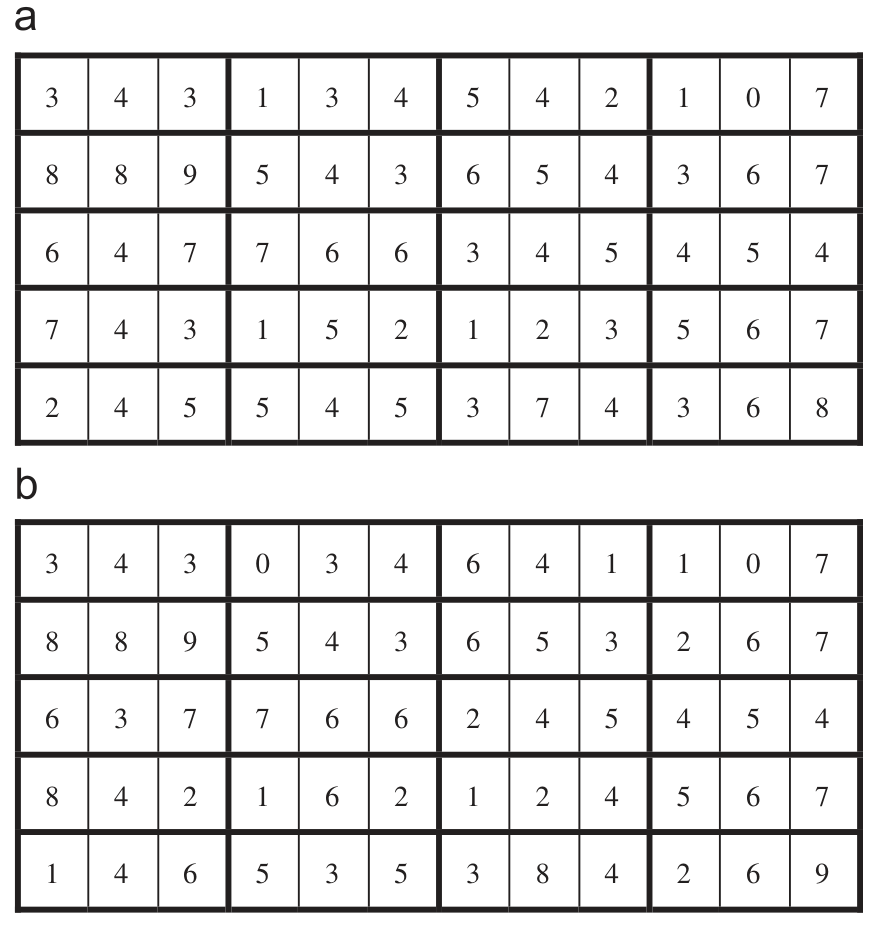 a
3 4 3 1 3 4 5 4 2 1 0 7
8 8 9 5 4 3 6 5 4 3 6 7
6 4 7 7 6 6 3 4 5 4 5 4
7 4 3 1 5 2 1 2 3 5 6 7
2 4 5 5 4 5 3 7 4 3 6 8
b
3 4 3 0 3 4 6 4 1 1 0 7
8 8 9 5 4 3 6 5 3 2 6 7
6 3 7 7 6 6 2 4 5 4 5 4
8 4 2 1 6 2 1 2 4 5 6 7
1 4 6 5 3 5 3 8 4 2 6 9